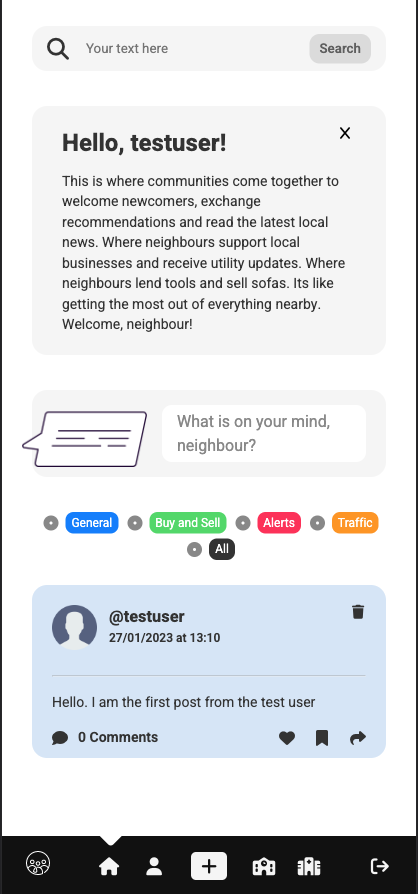 Your text here
Search
Hello, testuser!
This is where communities come together to
welcome newcomers, exchange
recommendations and read the latest local
news. Where neighbours support local
businesses and receive utility updates. Where
neighbours lend tools and sell sofas. Its like
getting the most out of everything nearby.
Welcome, neighbour!
What is on your mind,
neighbour?
General Buy and Sell Alerts Traffic
All
@testuser
27/01/2023 at 13:10
Hello. I am the first post from the test user
0 Comments